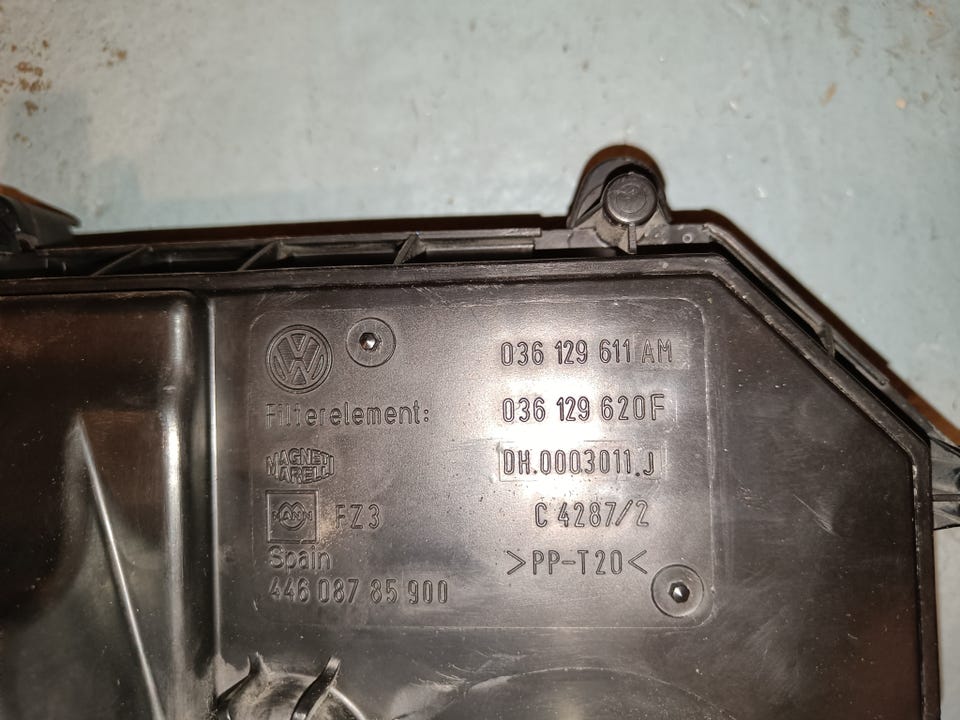 VW 036 129 611 AM
Filterelement: 036 129 620F
MAGNETI MARELLI DH.0003011.J
MANN FZ3 C 4287/2
Spain >PP-T20<
446 087 85 900